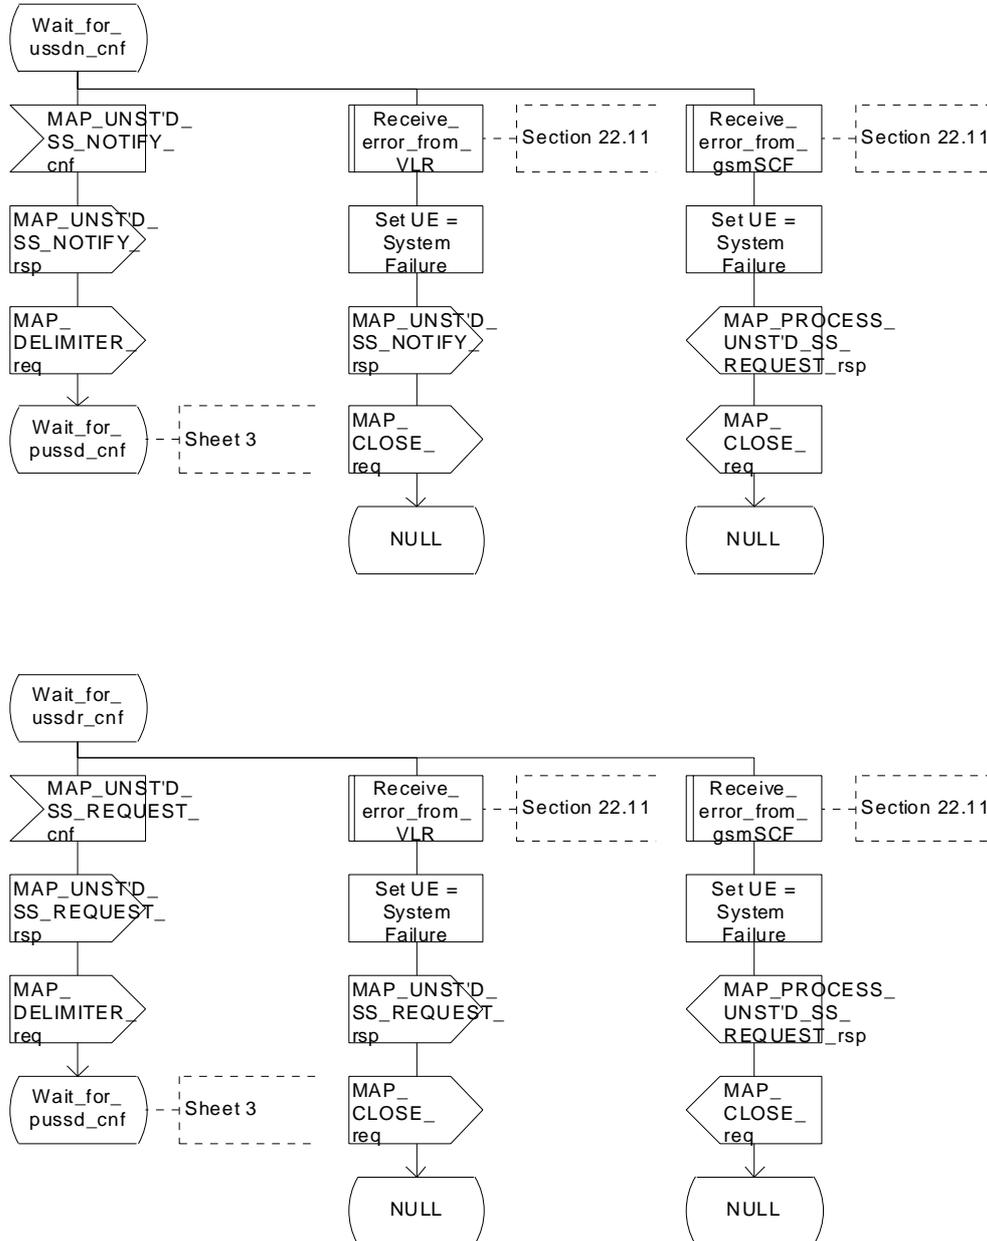 Wait_for_
ussdn_cnf
MAP_UNST'D_
SS_NOTIFY_
cnf
Receive_
error_from_
VLR
Section 22.11
Receive_
error_from_
gsmSCF
Section 22.11
MAP_UNST'D_
SS_NOTIFY_
rsp
Set UE =
System
Failure
Set UE =
System
Failure
MAP_
DELIMITER_
req
MAP_UNST'D_
SS_NOTIFY_
rsp
MAP_PROCESS_
UNST'D_SS_
REQUEST_rsp
Wait_for_
pussd_cnf
Sheet 3
MAP_
CLOSE_
req
MAP_
CLOSE_
req
NULL
NULL
Wait_for_
ussdr_cnf
MAP_UNST'D_
SS_REQUEST_
cnf
Receive_
error_from_
VLR
Section 22.11
Receive_
error_from_
gsmSCF
Section 22.11
MAP_UNST'D_
SS_REQUEST_
rsp
Set UE =
System
Failure
Set UE =
System
Failure
MAP_
DELIMITER_
req
MAP_UNST'D_
SS_REQUEST_
rsp
MAP_PROCESS_
UNST'D_SS_
REQUEST_rsp
Wait_for_
pussd_cnf
Sheet 3
MAP_
CLOSE_
req
MAP_
CLOSE_
req
NULL
NULL